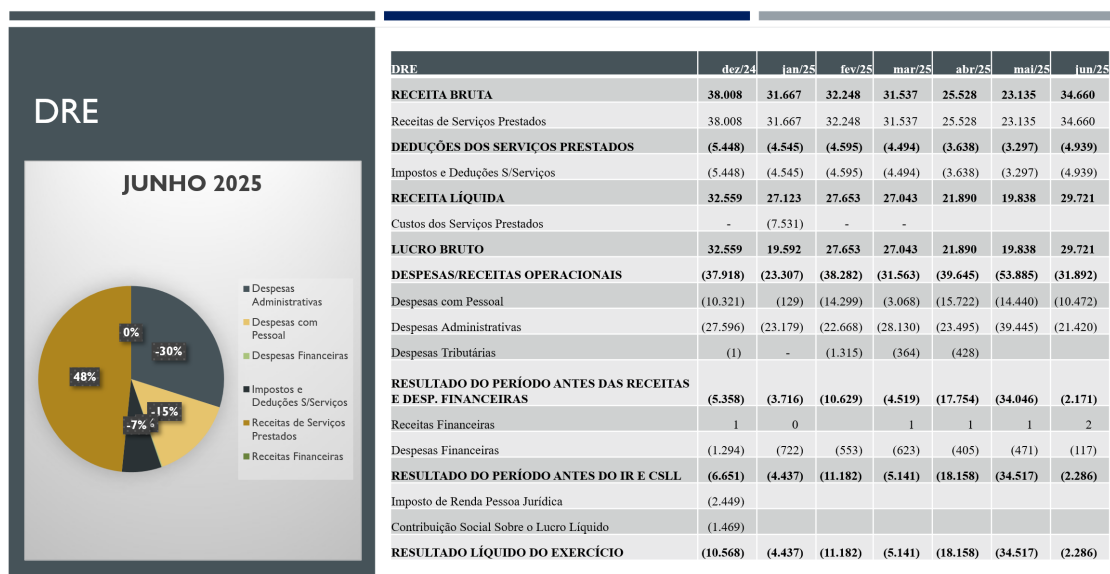 DRE
JUNHO 2025
0%
-30%
48%
-15%
-7%
%
Despesas
Administrativas
Despesas com
Pessoal
Despesas Financeiras
Impostos e
Deduções S/Serviços
Receitas de Serviços
Prestados
Receitas Financeiras
DRE dez/24 jan/25 fev/25 mar/25 abr/25 mai/25 jun/25
RECEITA BRUTA 38.008 31.667 32.248 31.537 25.528 23.135 34.660
Receitas de Serviços Prestados 38.008 31.667 32.248 31.537 25.528 23.135 34.660
DEDUÇÕES DOS SERVIÇOS PRESTADOS (5.448) (4.545) (4.595) (4.494) (3.638) (3.297) (4.939)
Impostos e Deduções S/Serviços (5.448) (4.545) (4.595) (4.494) (3.638) (3.297) (4.939)
RECEITA LÍQUIDA 32.559 27.123 27.653 27.043 21.890 19.838 29.721
Custos dos Serviços Prestados - (7.531) - -
LUCRO BRUTO 32.559 19.592 27.653 27.043 21.890 19.838 29.721
DESPESAS/RECEITAS OPERACIONAIS (37.918) (23.307) (38.282) (31.563) (39.645) (53.885) (31.892)
Despesas com Pessoal (10.321) (129) (14.299) (3.068) (15.722) (14.440) (10.472)
Despesas Administrativas (27.596) (23.179) (22.668) (28.130) (23.495) (39.445) (21.420)
Despesas Tributárias (1) - (1.315) (364) (428)
RESULTADO DO PERÍODO ANTES DAS RECEITAS
E DESP. FINANCEIRAS (5.358) (3.716) (10.629) (4.519) (17.754) (34.046) (2.171)
Receitas Financeiras 1 0 1 1 1 2
Despesas Financeiras (1.294) (722) (553) (623) (405) (471) (117)
RESULTADO DO PERÍODO ANTES DO IR E CSLL (6.651) (4.437) (11.182) (5.141) (18.158) (34.517) (2.286)
Imposto de Renda Pessoa Jurídica (2.449)
Contribuição Social Sobre o Lucro Líquido (1.469)
RESULTADO LÍQUIDO DO EXERCÍCIO (10.568) (4.437) (11.182) (5.141) (18.158) (34.517) (2.286)